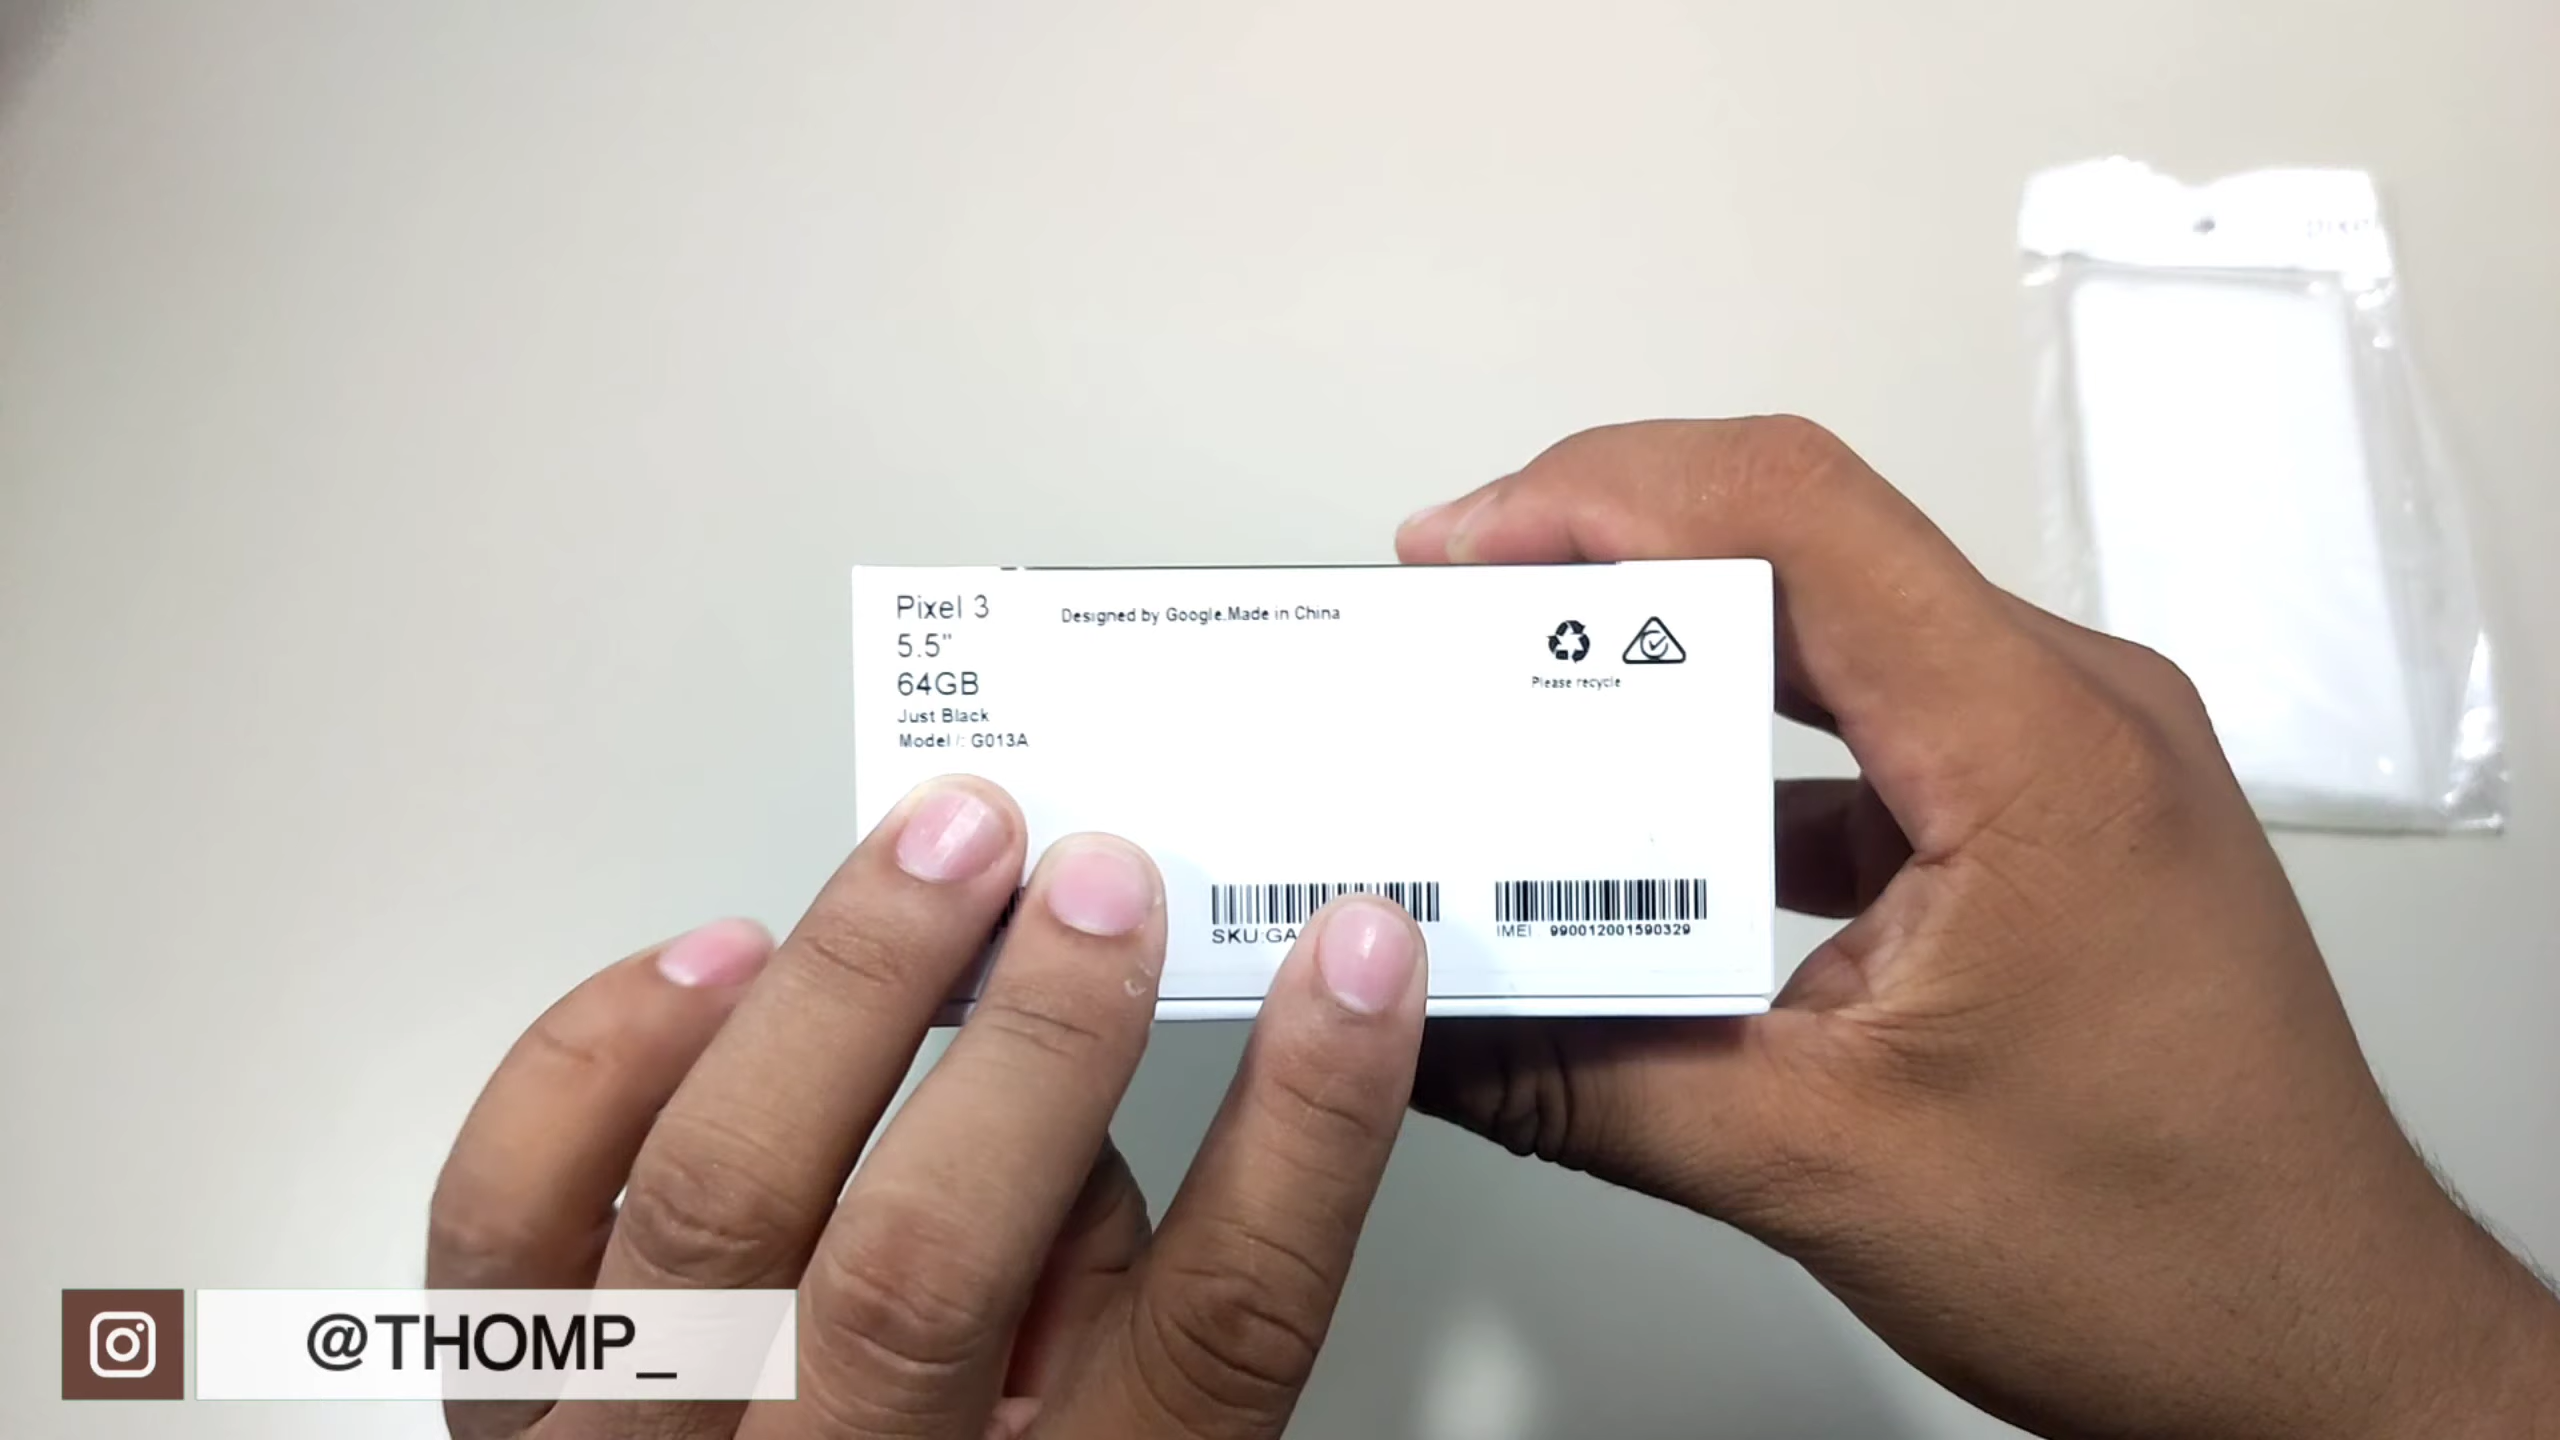 Pixel 3
5.5"
64GB
Just Black
Model /: G013A
Designed by Google.Made in China
Please recycle
SKU:GA
IMEI 990012001590329
@THOMP_